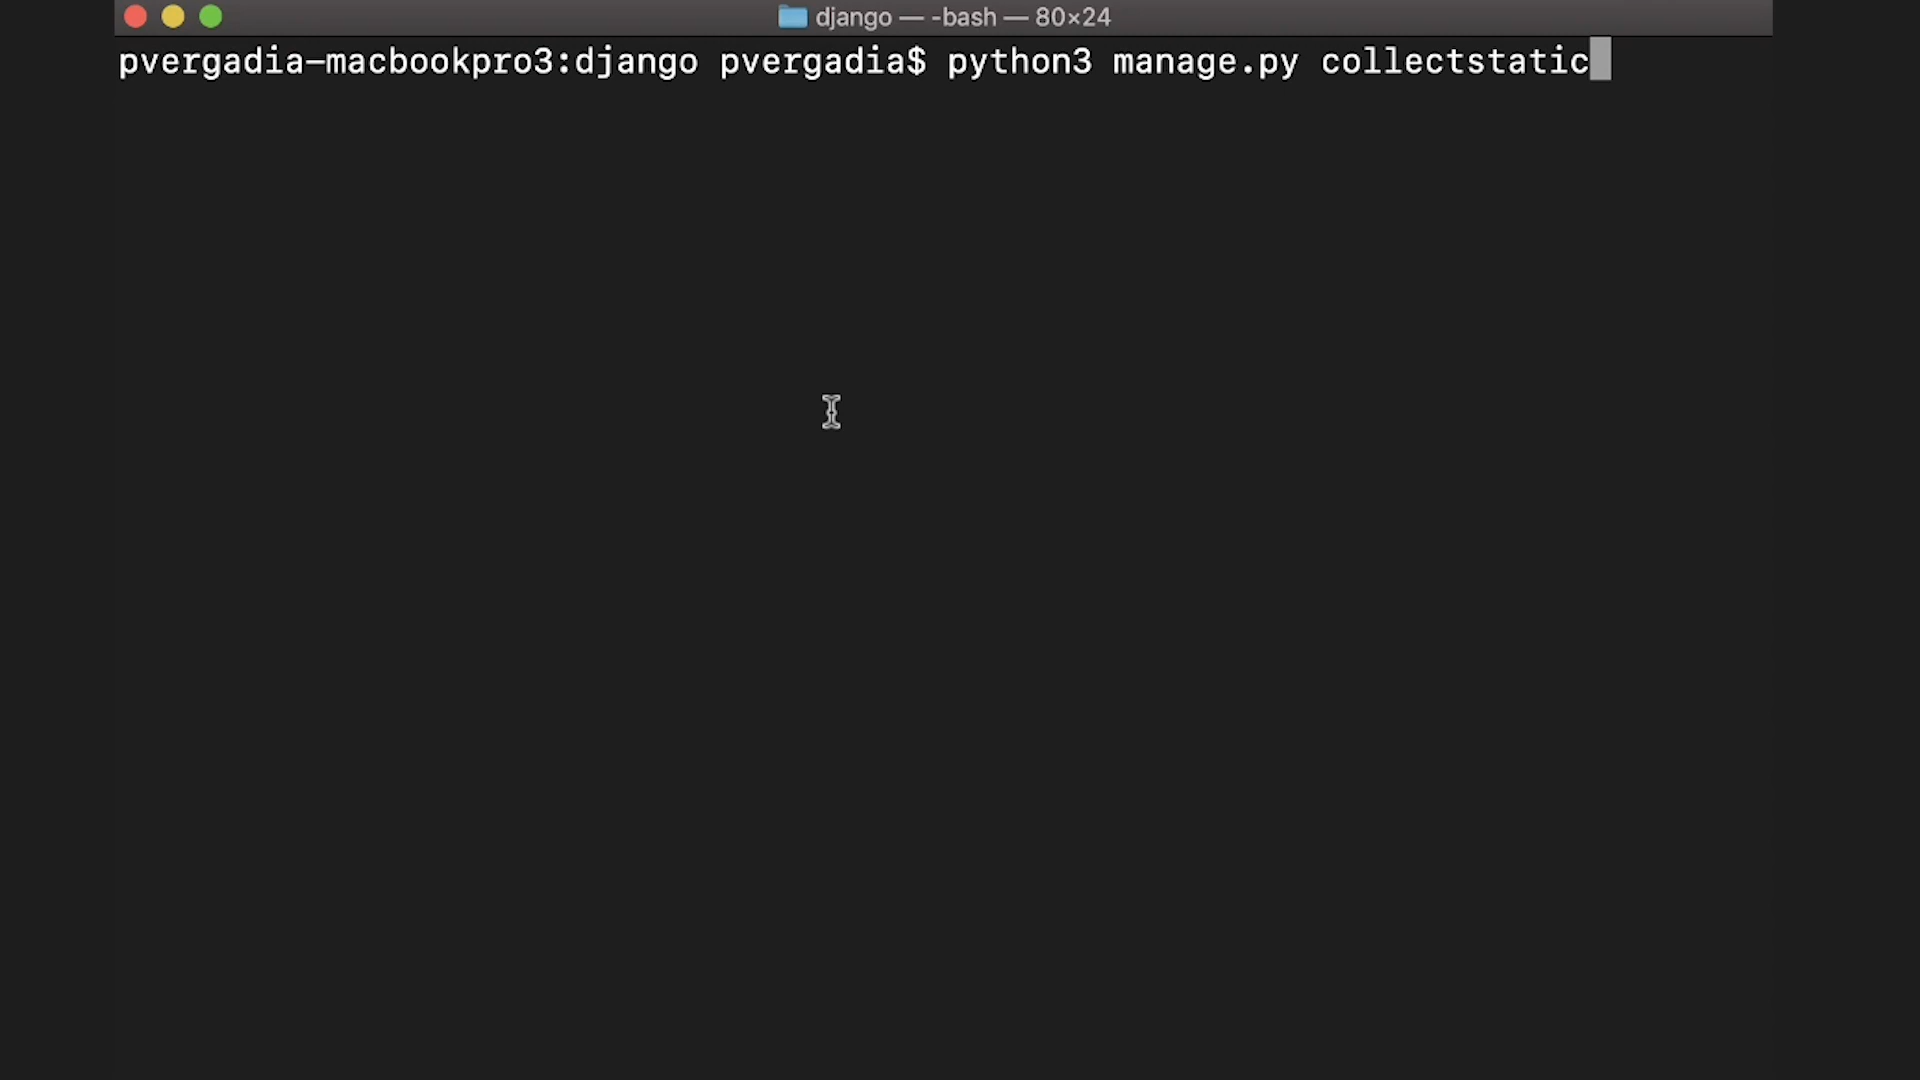 django — -bash — 80×24
pvergadia-macbookpro3:django pvergadia$ python3 manage.py collectstatic